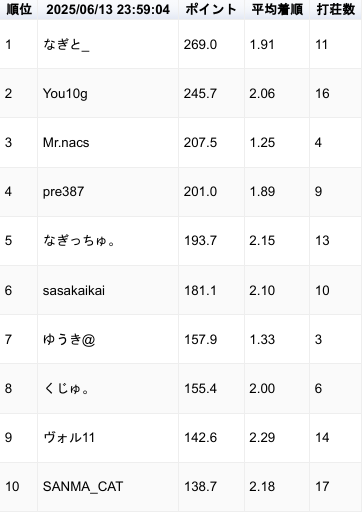 順位 2025/06/13 23:59:04 ポイント 平均着順 打荘数
1 なぎと_ 269.0 1.91 11
2 You10g 245.7 2.06 16
3 Mr.nacs 207.5 1.25 4
4 pre387 201.0 1.89 9
5 なぎっちゅ。 193.7 2.15 13
6 sasakaikai 181.1 2.10 10
7 ゆうき@ 157.9 1.33 3
8 くじゅ。 155.4 2.00 6
9 ヴォル11 142.6 2.29 14
10 SANMA_CAT 138.7 2.18 17